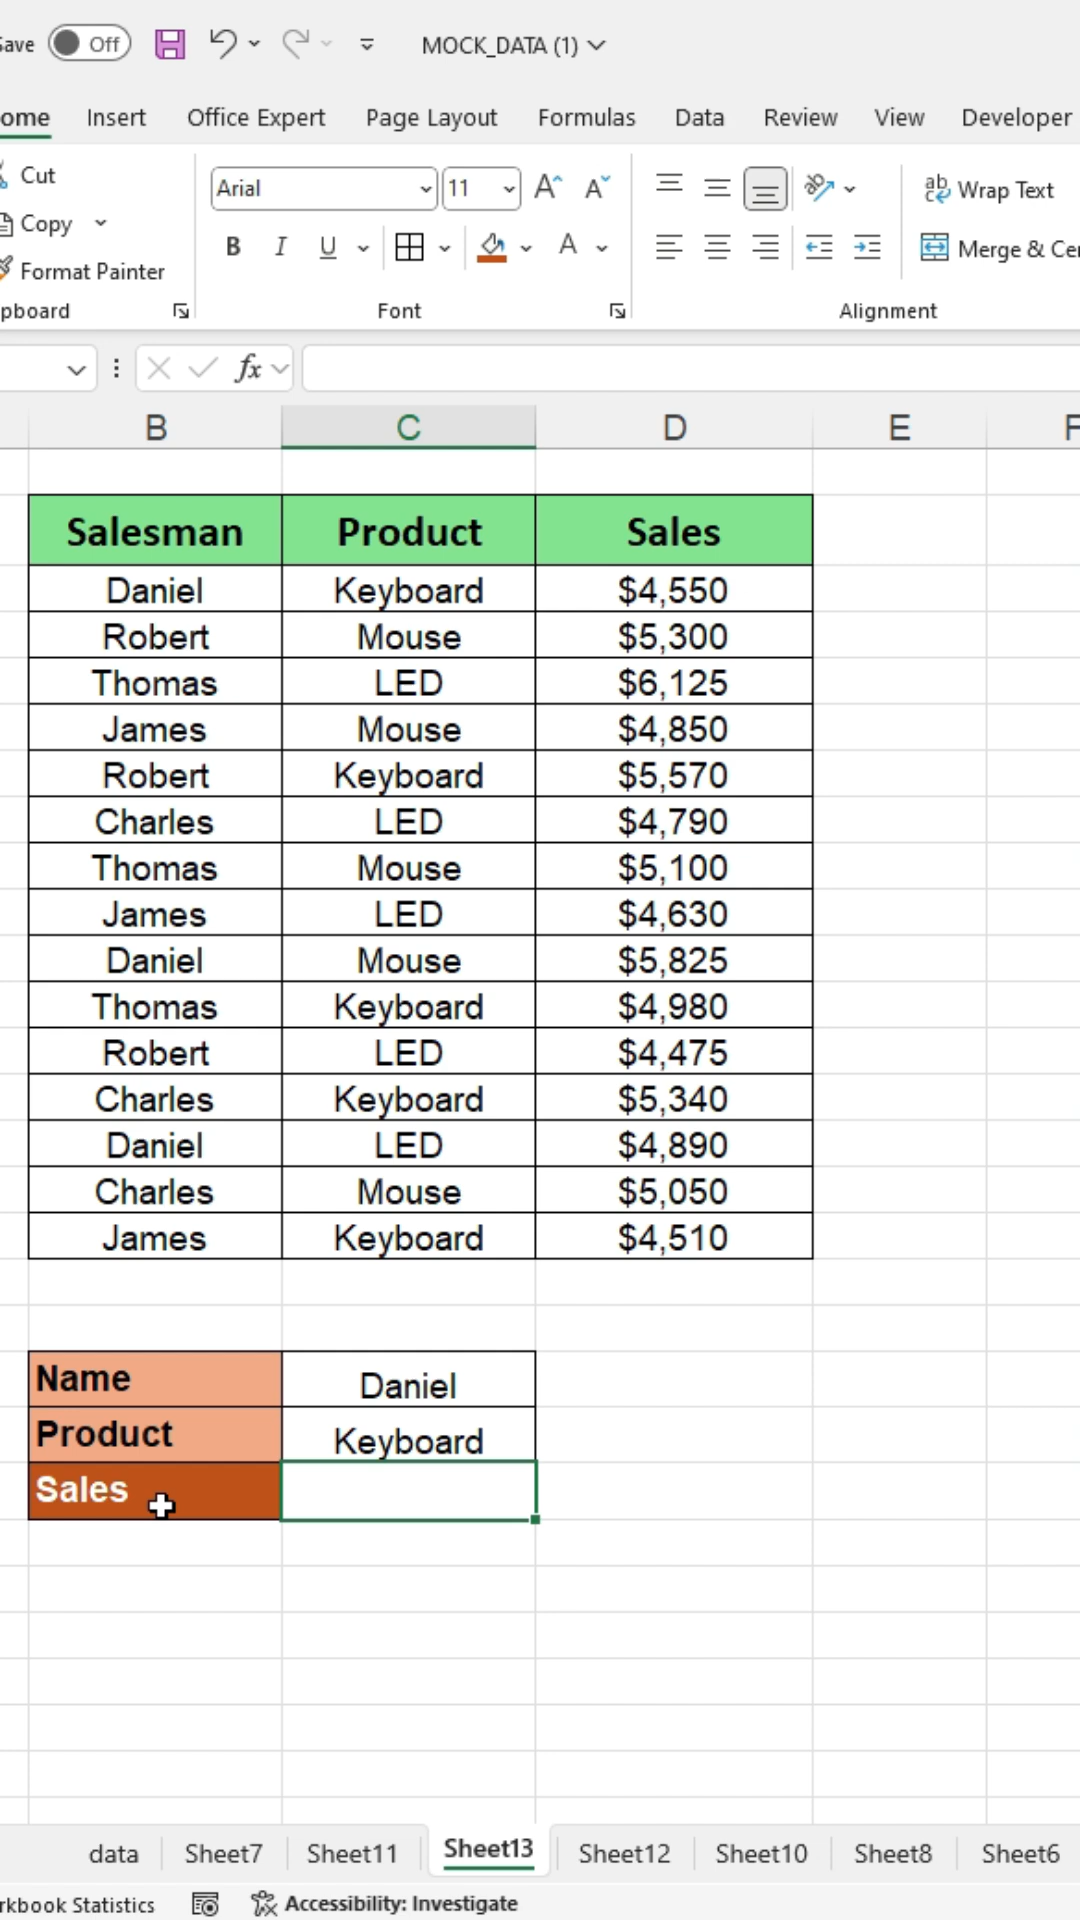 Save Off MOCK_DATA (1)
ome Insert Office Expert Page Layout Formulas Data Review View Developer
Cut Arial 11 A A ab Wrap Text
Copy B I U A Merge & Cen
Format Painter
pboard Font Alignment
fx
B C D E F
Salesman Product Sales
Daniel Keyboard $4,550
Robert Mouse $5,300
Thomas LED $6,125
James Mouse $4,850
Robert Keyboard $5,570
Charles LED $4,790
Thomas Mouse $5,100
James LED $4,630
Daniel Mouse $5,825
Thomas Keyboard $4,980
Robert LED $4,475
Charles Keyboard $5,340
Daniel LED $4,890
Charles Mouse $5,050
James Keyboard $4,510
Name Daniel
Product Keyboard
Sales
data Sheet7 Sheet11 Sheet13 Sheet12 Sheet10 Sheet8 Sheet6
rkbook Statistics Accessibility: Investigate